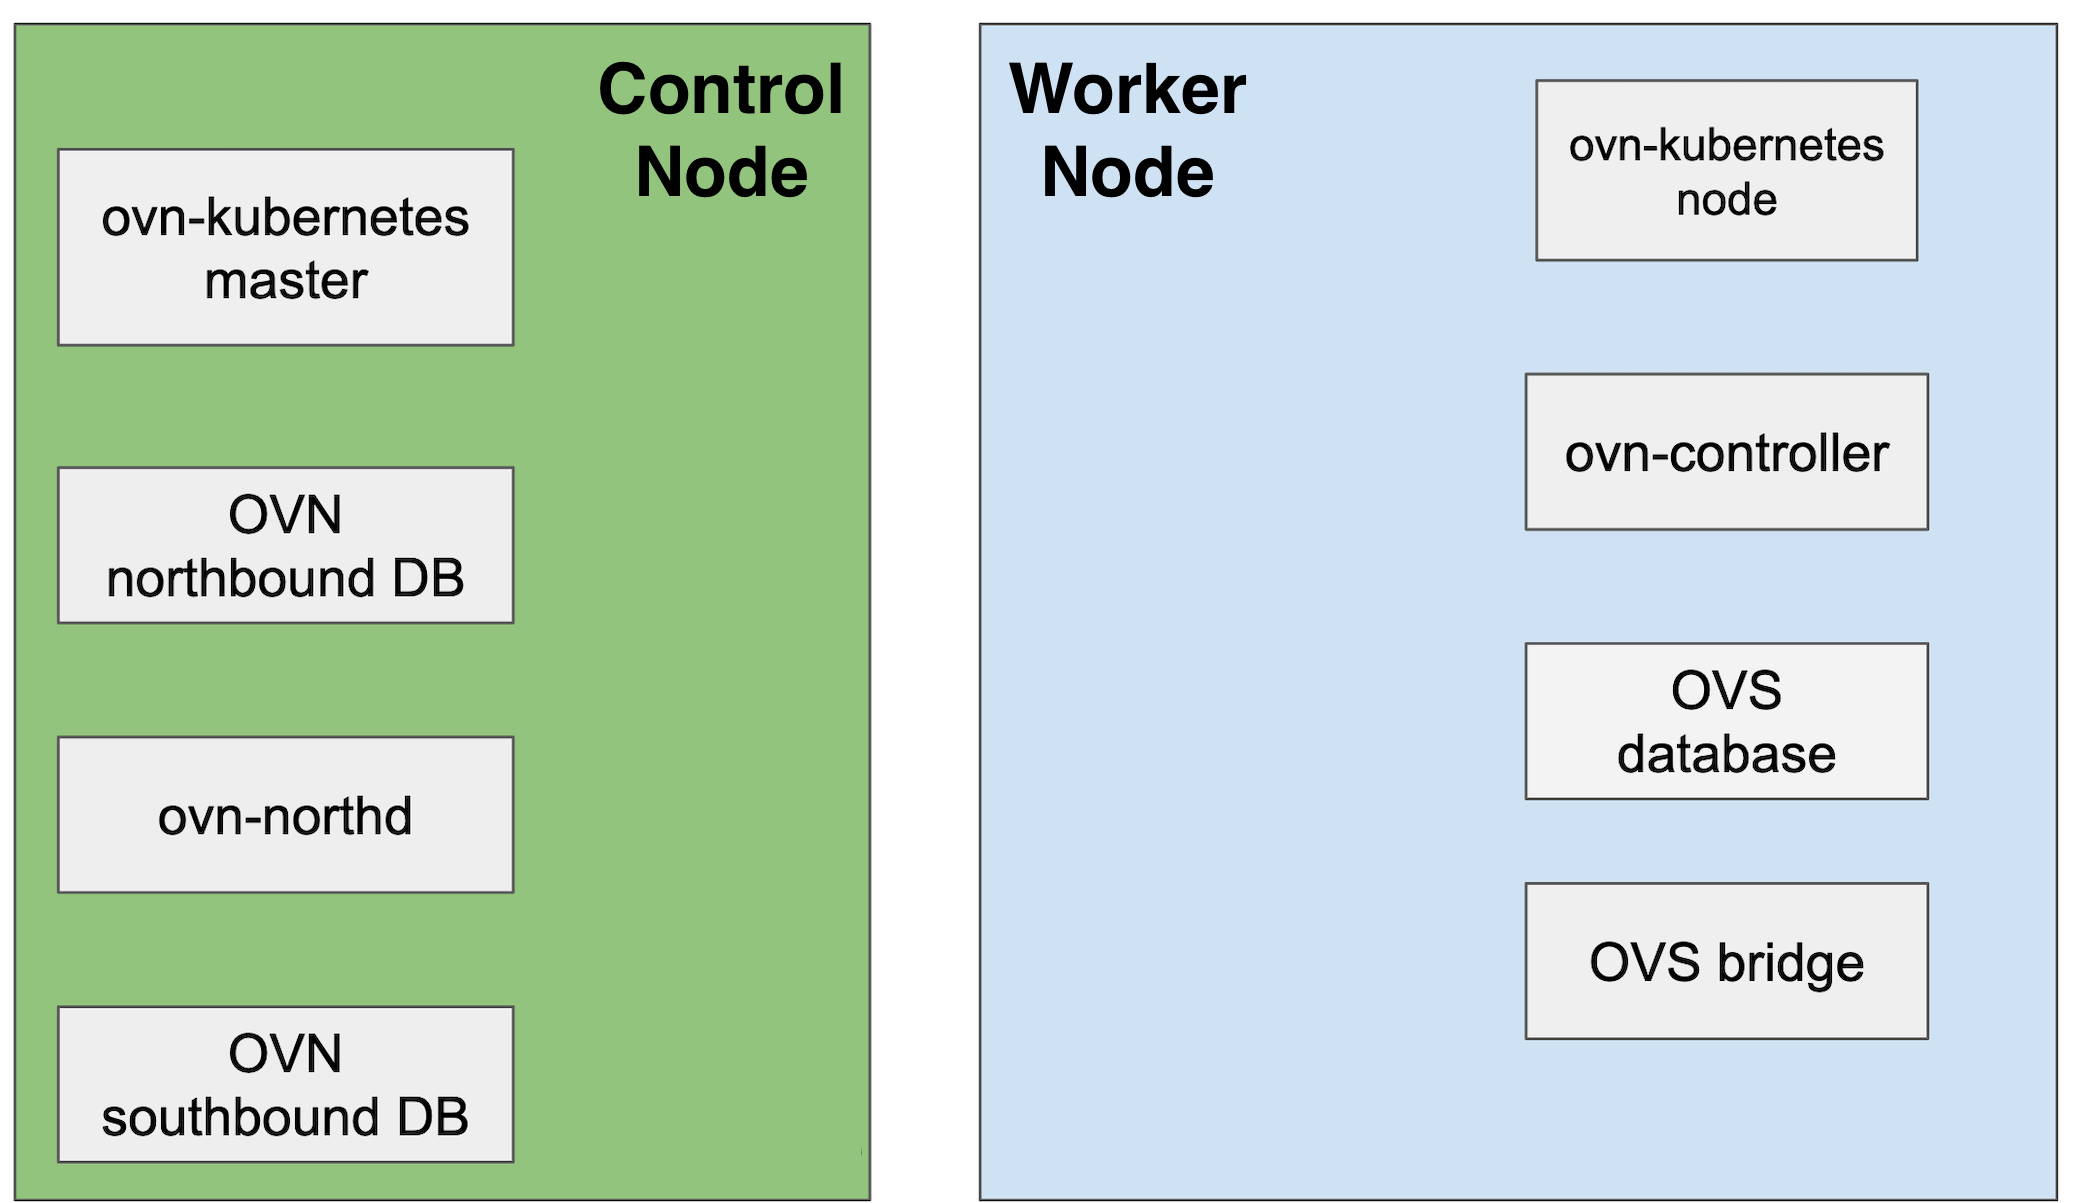 Control
Node
ovn-kubernetes
master
OVN
northbound DB
ovn-northd
OVN
southbound DB
Worker
Node
ovn-kubernetes
node
ovn-controller
OVS
database
OVS bridge